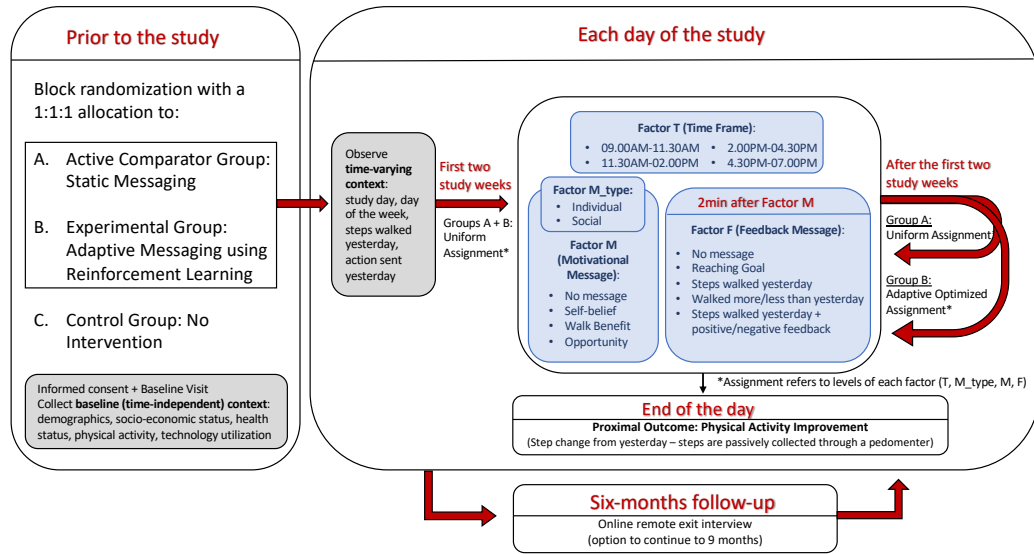 Prior to the study
Block randomization with a
1:1:1 allocation to:
A. Active Comparator Group:
Static Messaging
B. Experimental Group:
Adaptive Messaging using
Reinforcement Learning
C. Control Group: No
Intervention
Informed consent + Baseline Visit
Collect baseline (time-independent) context:
demographics, socio-economic status, health
status, physical activity, technology utilization
Each day of the study
Observe
time-varying
context:
study day, day
of the week,
steps walked
yesterday,
action sent
yesterday
First two
study weeks
Groups A + B:
Uniform
Assignment*
Factor T (Time Frame):
• 09.00AM-11.30AM • 2.00PM-04.30PM
• 11.30AM-02.00PM • 4.30PM-07.00PM
Factor M_type:
• Individual
• Social
Factor M
(Motivational
Message):
• No message
• Self-belief
• Walk Benefit
• Opportunity
2min after Factor M
Factor F (Feedback Message):
• No message
• Reaching Goal
• Steps walked yesterday
• Walked more/less than yesterday
• Steps walked yesterday +
positive/negative feedback
After the first two
study weeks
Group A:
Uniform Assignment*
Group B:
Adaptive Optimized
Assignment*
*Assignment refers to levels of each factor (T, M_type, M, F)
End of the day
Proximal Outcome: Physical Activity Improvement
(Step change from yesterday – steps are passively collected through a pedomenter)
Six-months follow-up
Online remote exit interview
(option to continue to 9 months)